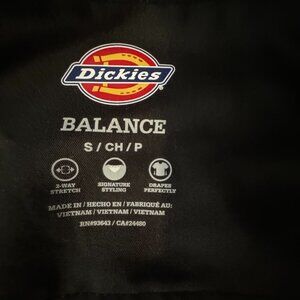 Dickies
BALANCE
S / CH / P
2-WAY STRETCH
SIGNATURE STYLING
DRAPES PERFECTLY
MADE IN / HECHO EN / FABRIQUÉ AU:
VIETNAM / VIETNAM / VIETNAM
RN#93643 / CA#24480